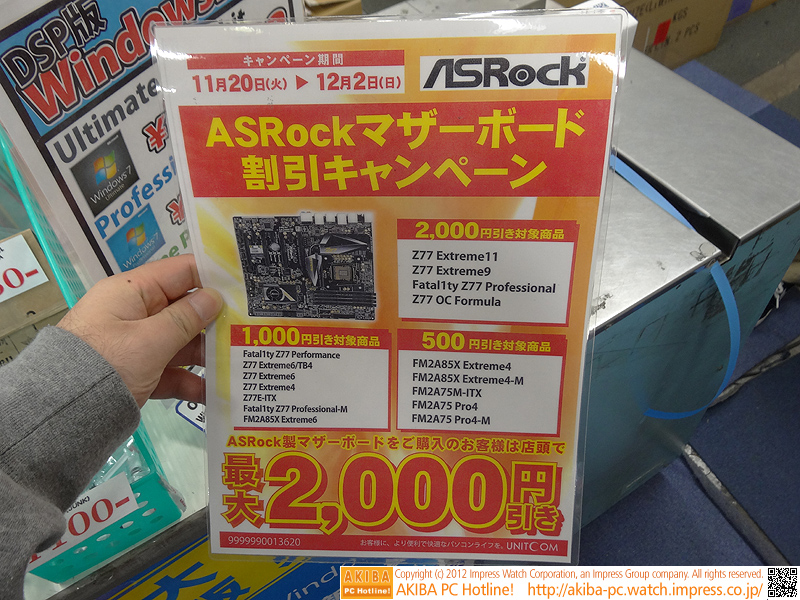 DSP版
Windows
Ultimate
Windows 7
Ultimate
Profess
Windows 7
キャンペーン期間
11月20日(火) ▶ 12月2日(日)
ASRock
ASRockマザーボード
割引キャンペーン
2,000円引き対象商品
Z77 Extreme11
Z77 Extreme9
Fatal1ty Z77 Professional
Z77 OC Formula
1,000円引き対象商品
Fatal1ty Z77 Performance
Z77 Extreme6/TB4
Z77 Extreme6
Z77 Extreme4
Z77E-ITX
Fatal1ty Z77 Professional-M
FM2A85X Extreme6
500円引き対象商品
FM2A85X Extreme4
FM2A85X Extreme4-M
FM2A75M-ITX
FM2A75 Pro4
FM2A75 Pro4-M
ASRock製マザーボードをご購入のお客様は店頭で
最大2,000円引き
9999990013620
お客様に、より便利で快適なパソコンライフを。UNITCOM
100-
AKIBA
PC Hotline!
Copyright (c) 2012 Impress Watch Corporation, an Impress Group company. All rights reserved.
AKIBA PC Hotline! http://akiba-pc.watch.impress.co.jp/